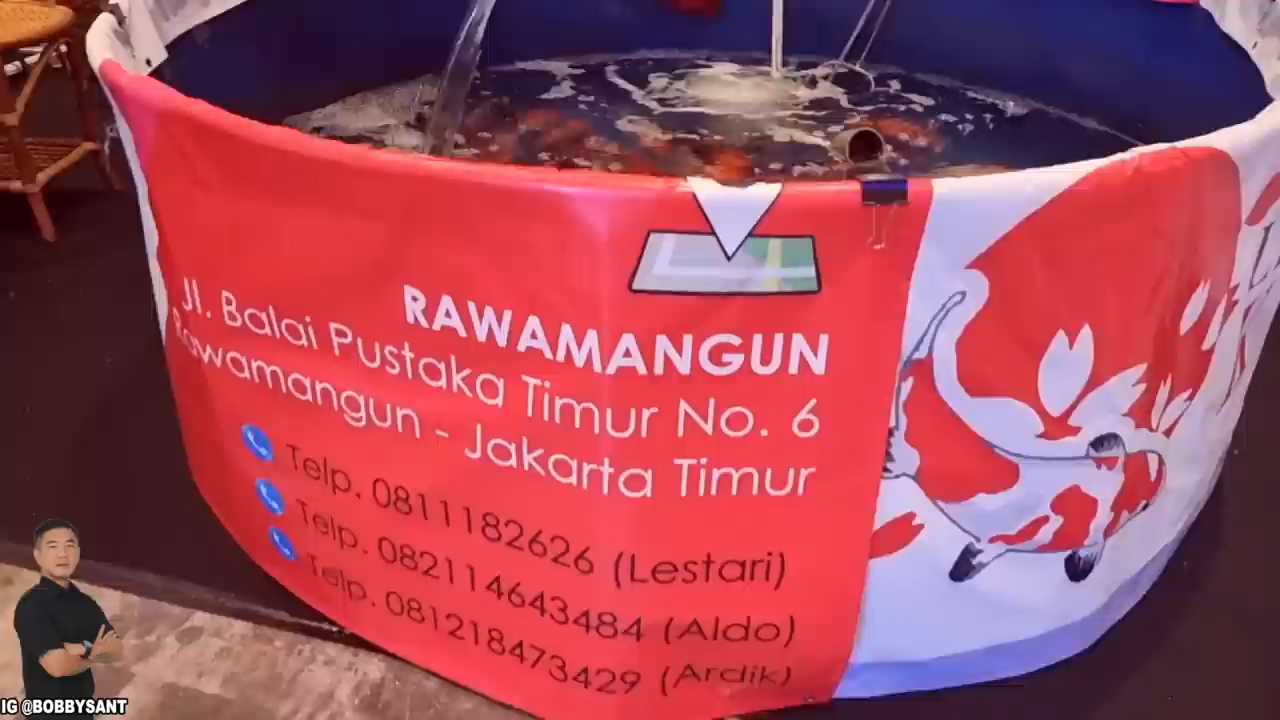 RAWAMANGUN
Jl. Balai Pustaka Timur No. 6
Rawamangun - Jakarta Timur
Telp. 0811182626 (Lestari)
Telp. 082114643484 (Aldo)
Telp. 081218473429 (Ardik)
IG @BOBBYSANT